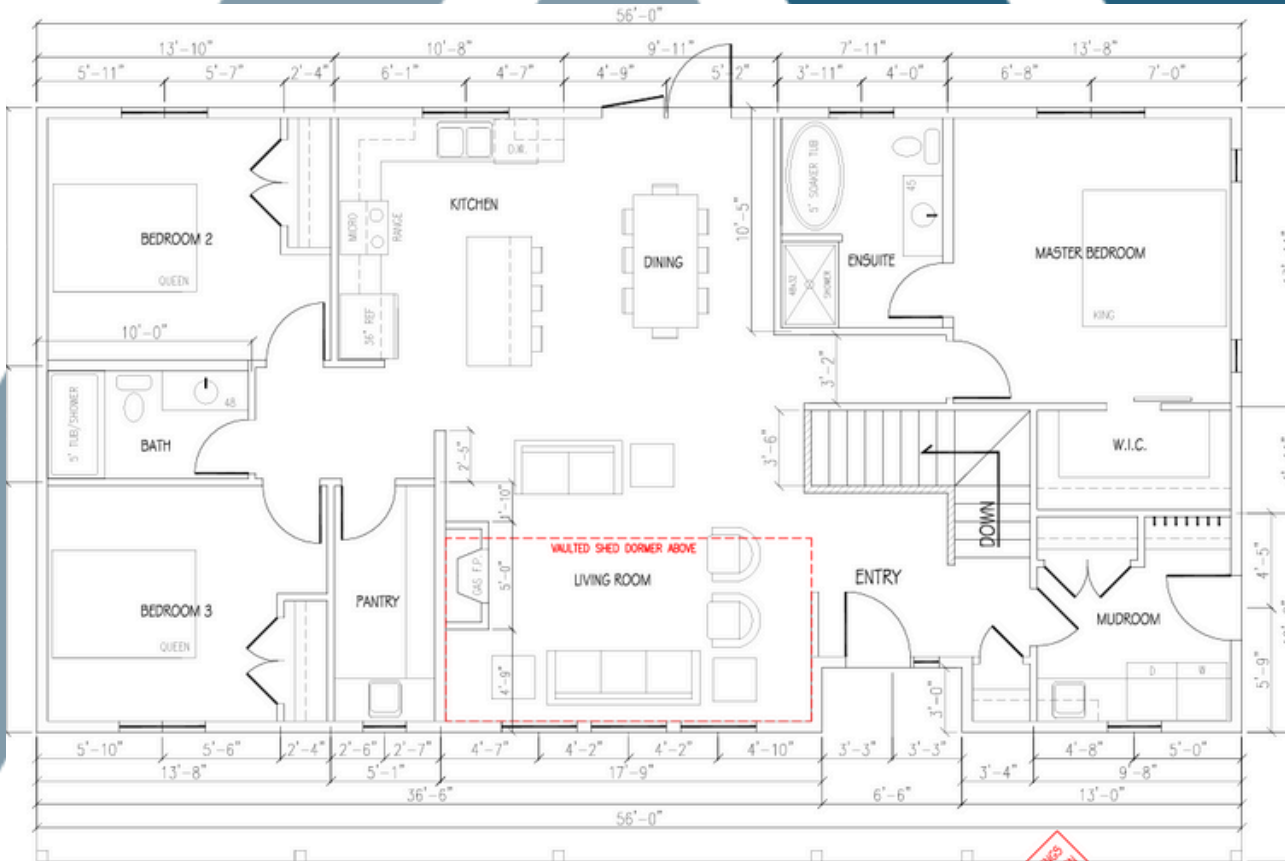 56'-0"
13'-10" 10'-8" 9'-11" 7'-11" 13'-8"
5'-11" 5'-7" 2'-4" 6'-1" 4'-7" 4'-9" 5'-2" 3'-11" 4'-0" 6'-8" 7'-0"
D.W.
5' SOAKER TUB
45
KITCHEN
MICRO
RANGE
10'-5"
BEDROOM 2
DINING
ENSUITE
MASTER BEDROOM
QUEEN
48x32
SHOWER
KING
36" REF
10'-0"
3'-2"
5' TUB/SHOWER
48
BATH
2'-5"
3'-6"
W.I.C.
1'-10"
DOWN
VAULTED SHED DORMER ABOVE
GAS F.P.
5'-0"
LIVING ROOM
ENTRY
4'-5"
BEDROOM 3
PANTRY
MUDROOM
QUEEN
D W
4'-9"
3'-0"
5'-9"
5'-10" 5'-6" 2'-4" 2'-6" 2'-7" 4'-7" 4'-2" 4'-2" 4'-10" 3'-3" 3'-3" 4'-8" 5'-0"
13'-8" 5'-1" 17'-9" 3'-4" 9'-8"
36'-6" 6'-6" 13'-0"
56'-0"